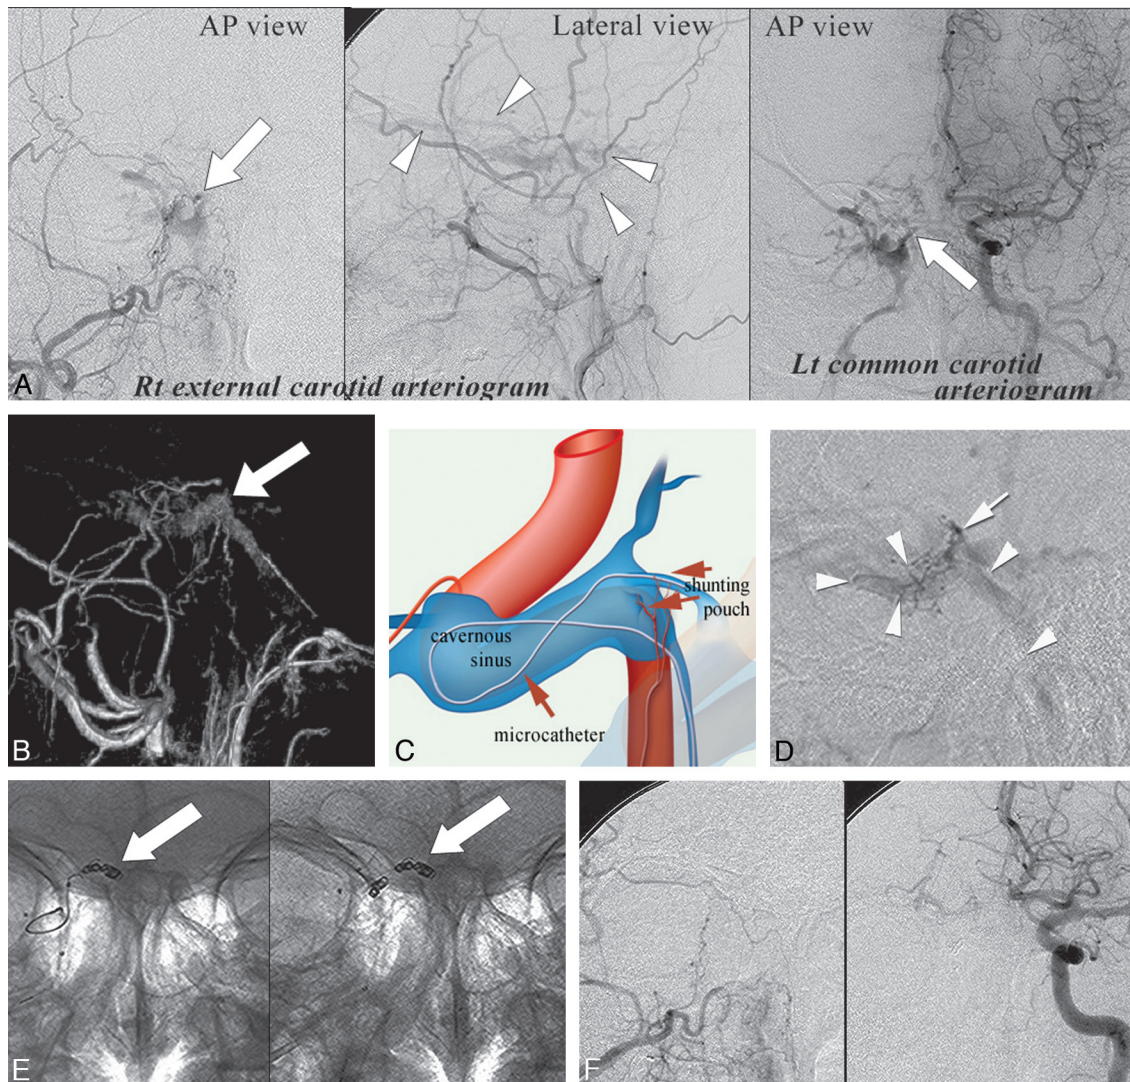 AP view
Lateral view
AP view
A
Rt external carotid arteriogram
Lt common carotid
arteriogram
B
cavernous
sinus
shunting
pouch
microcatheter
C
D
E
F